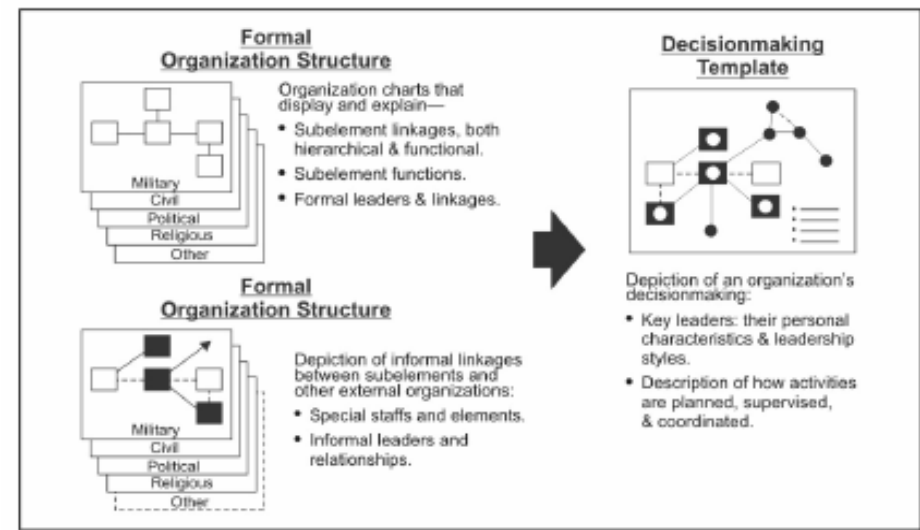 Formal
Organization Structure
Military
Civil
Political
Religious
Other
Organization charts that
display and explain—
• Subelement linkages, both
hierarchical & functional.
• Subelement functions.
• Formal leaders & linkages.
Formal
Organization Structure
Military
Civil
Political
Religious
Other
Depiction of informal linkages
between subelements and
other external organizations:
• Special staffs and elements.
• Informal leaders and
relationships.
Decisionmaking
Template
Depiction of an organization's
decisionmaking:
• Key leaders: their personal
characteristics & leadership
styles.
• Description of how activities
are planned, supervised,
& coordinated.